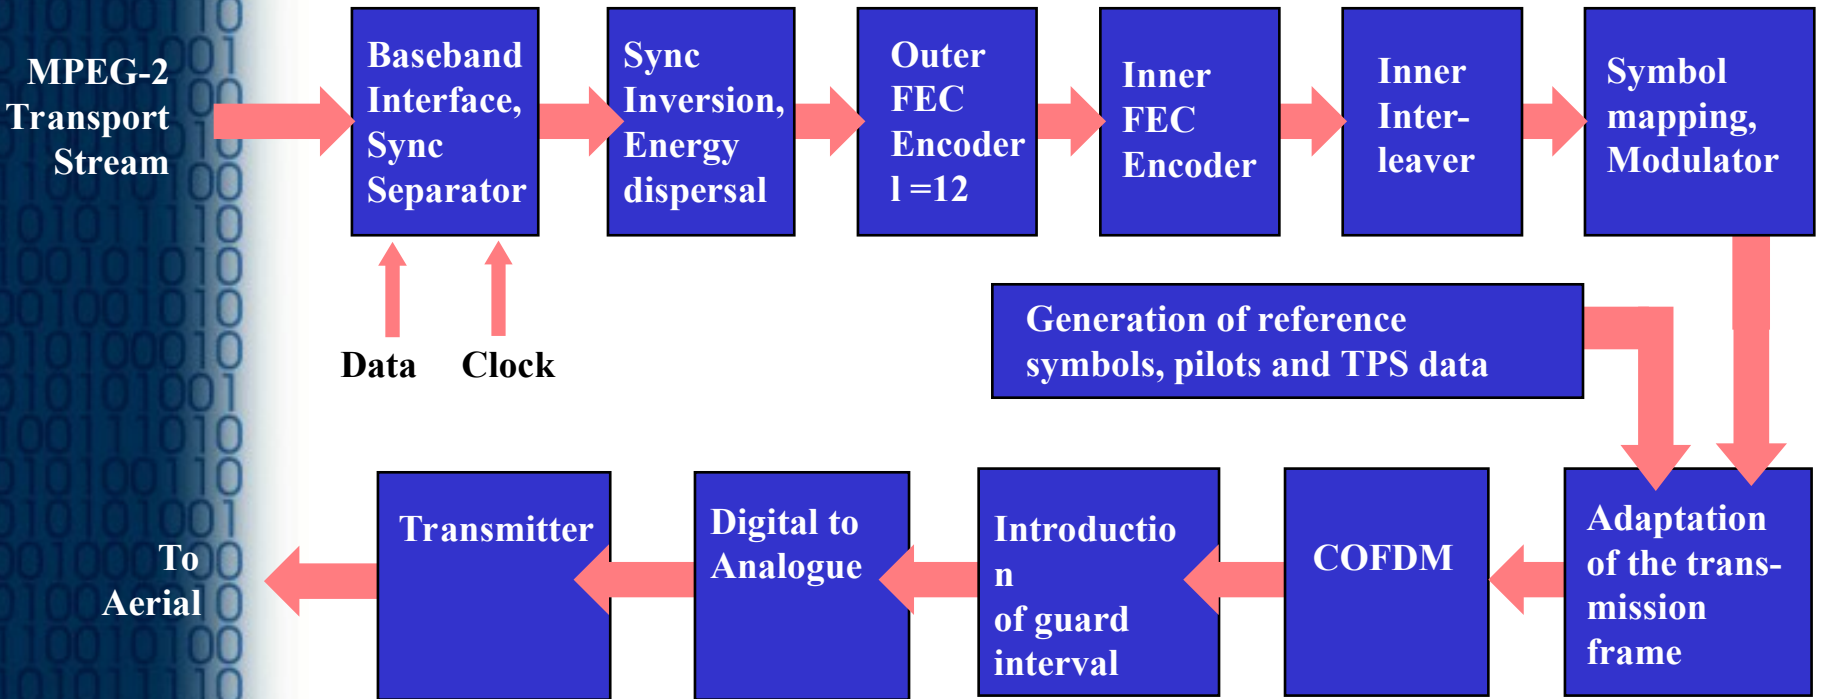 MPEG-2
Transport
Stream
Baseband
Interface,
Sync
Separator
Sync
Inversion,
Energy
dispersal
Outer
FEC
Encoder
l =12
Inner
FEC
Encoder
Inner
Inter-
leaver
Symbol
mapping,
Modulator
Data
Clock
Generation of reference
symbols, pilots and TPS data
Adaptation
of the trans-
mission
frame
COFDM
Introductio
n
of guard
interval
Digital to
Analogue
Transmitter
To
Aerial